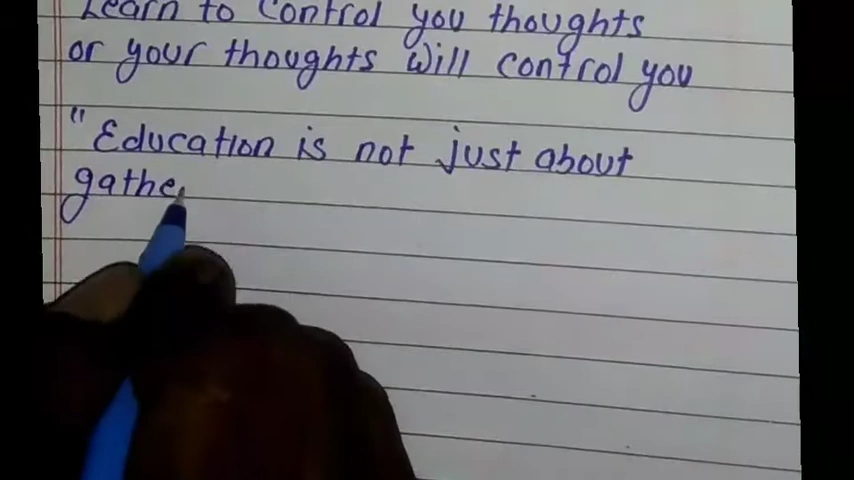 Learn to control you thoughts
or your thoughts will control you
"Education is not just about
gathe